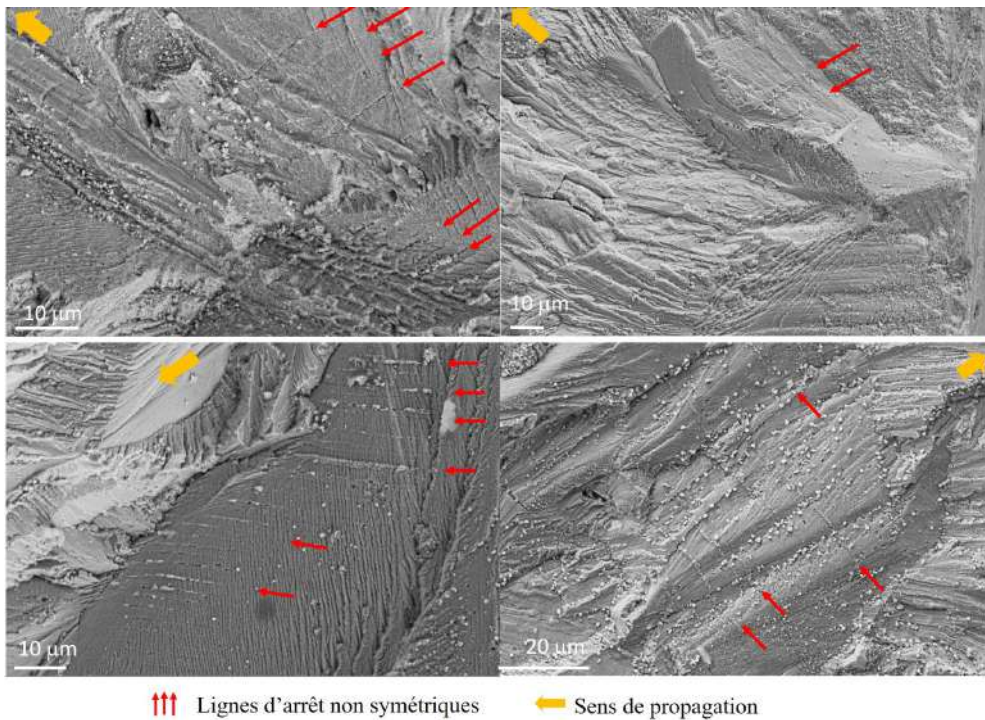 10 μm
10 μm
10 μm
20 μm
Lignes d'arrêt non symétriques
Sens de propagation